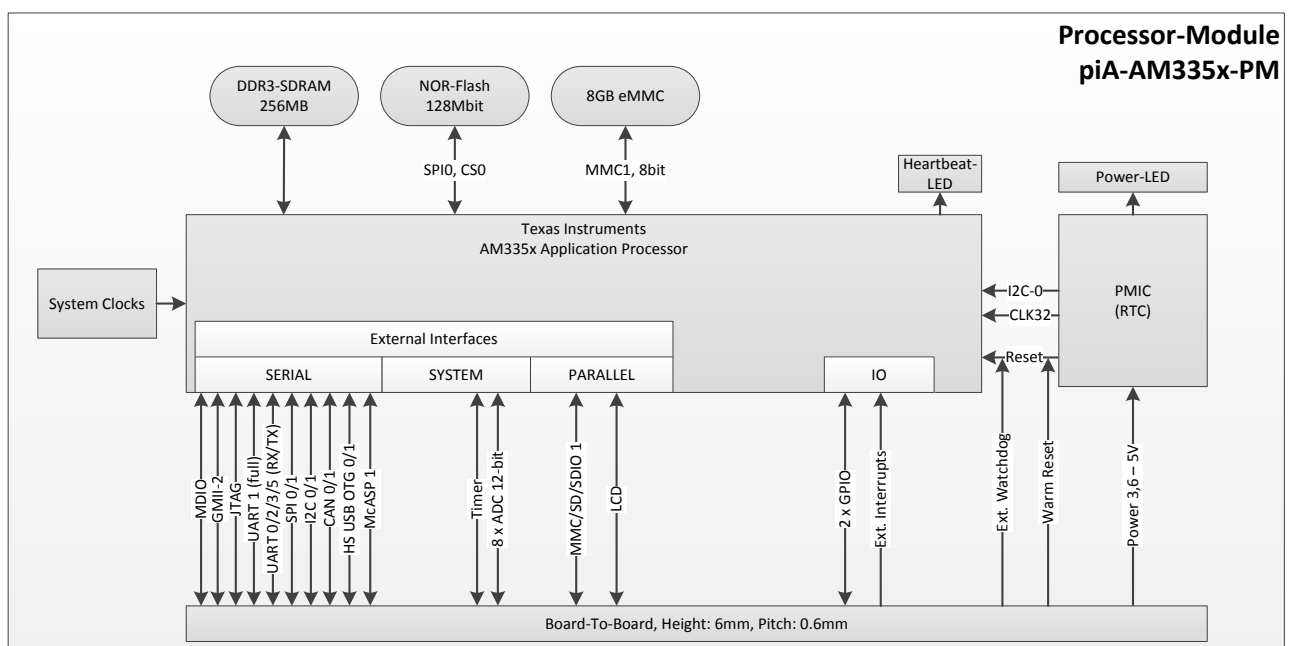 Processor-Module
piA-AM335x-PM
DDR3-SDRAM
256MB
NOR-Flash
128Mbit
8GB eMMC
SPI0, CS0
MMC1, 8bit
Heartbeat-
LED
Power-LED
Texas Instruments
AM335x Application Processor
System Clocks
I2C-0
CLK32
Reset
PMIC
(RTC)
External Interfaces
SERIAL
SYSTEM
PARALLEL
IO
MDIO
GMII-2
JTAG
UART 1 (full)
UART 0/2/3/5 (RX/TX)
SPI 0/1
I2C 0/1
CAN 0/1
HS USB OTG 0/1
McASP 1
Timer
8 x ADC 12-bit
MMC/SD/SDIO 1
LCD
2 x GPIO
Ext. Interrupts
Ext. Watchdog
Warm Reset
Power 3,6 – 5V
Board-To-Board, Height: 6mm, Pitch: 0.6mm